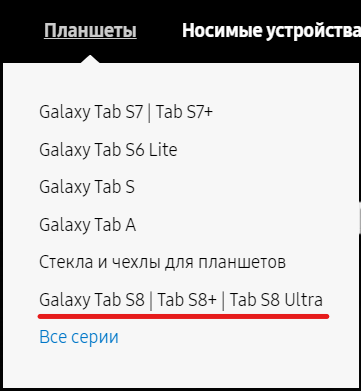 Планшеты Носимые устройства
Galaxy Tab S7 | Tab S7+
Galaxy Tab S6 Lite
Galaxy Tab S
Galaxy Tab A
Стекла и чехлы для планшетов
Galaxy Tab S8 | Tab S8+ | Tab S8 Ultra
Все серии